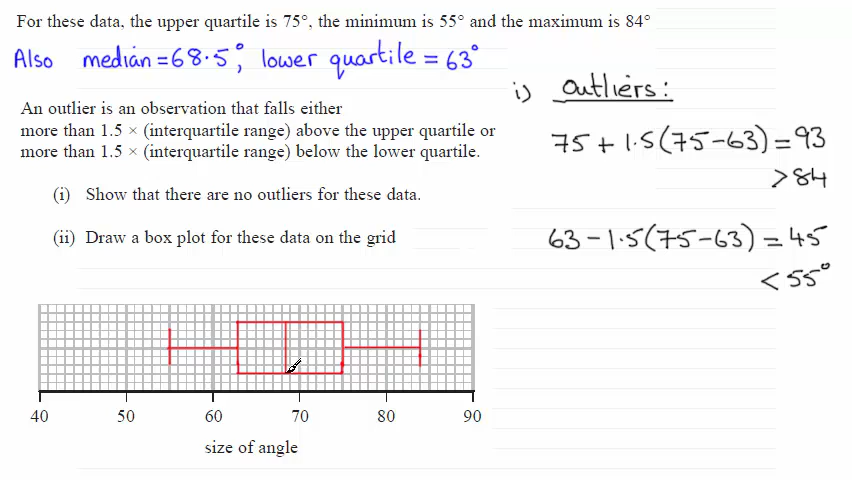 For these data, the upper quartile is 75°, the minimum is 55° and the maximum is 84°
Also median = 68.5°, lower quartile = 63°
An outlier is an observation that falls either
more than 1.5 × (interquartile range) above the upper quartile or
more than 1.5 × (interquartile range) below the lower quartile.
(i) Show that there are no outliers for these data.
(ii) Draw a box plot for these data on the grid
i) outliers:
75 + 1.5(75-63) = 93
> 84
63 - 1.5(75-63) = 45
< 55°
40 50 60 70 80 90
size of angle